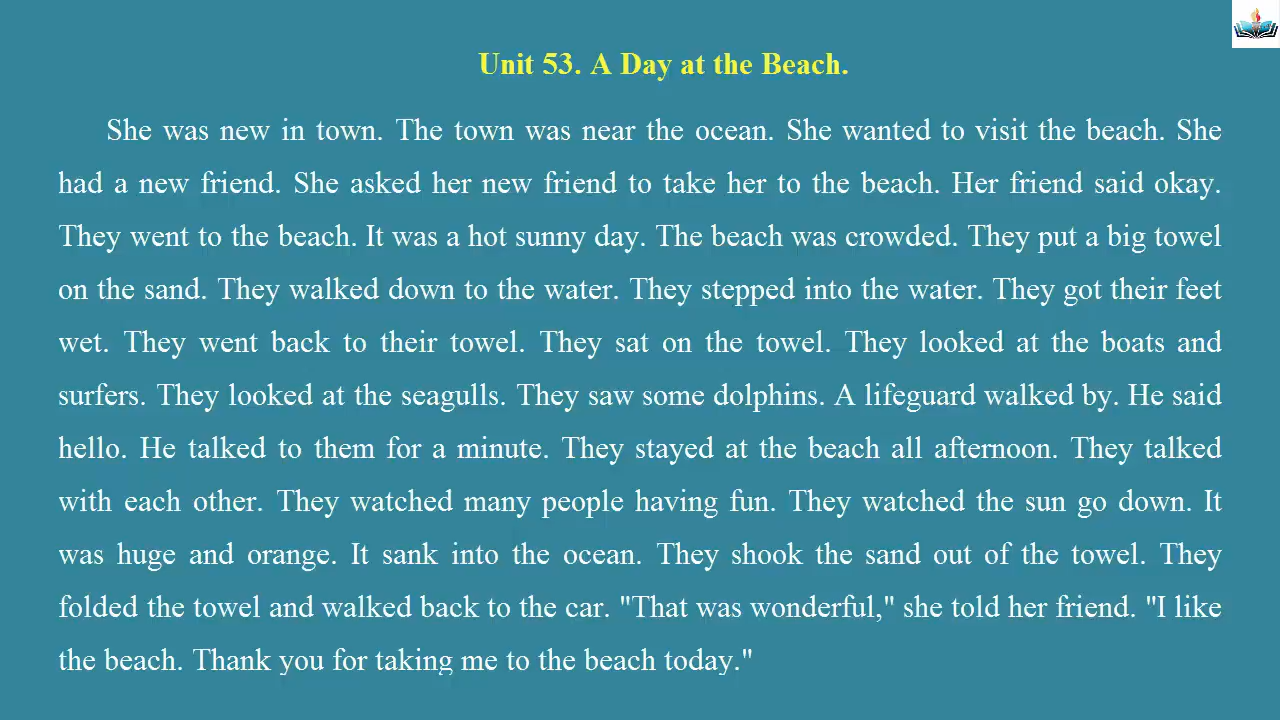 Unit 53. A Day at the Beach.
She was new in town. The town was near the ocean. She wanted to visit the beach. She
had a new friend. She asked her new friend to take her to the beach. Her friend said okay.
They went to the beach. It was a hot sunny day. The beach was crowded. They put a big towel
on the sand. They walked down to the water. They stepped into the water. They got their feet
wet. They went back to their towel. They sat on the towel. They looked at the boats and
surfers. They looked at the seagulls. They saw some dolphins. A lifeguard walked by. He said
hello. He talked to them for a minute. They stayed at the beach all afternoon. They talked
with each other. They watched many people having fun. They watched the sun go down. It
was huge and orange. It sank into the ocean. They shook the sand out of the towel. They
folded the towel and walked back to the car. "That was wonderful," she told her friend. "I like
the beach. Thank you for taking me to the beach today."